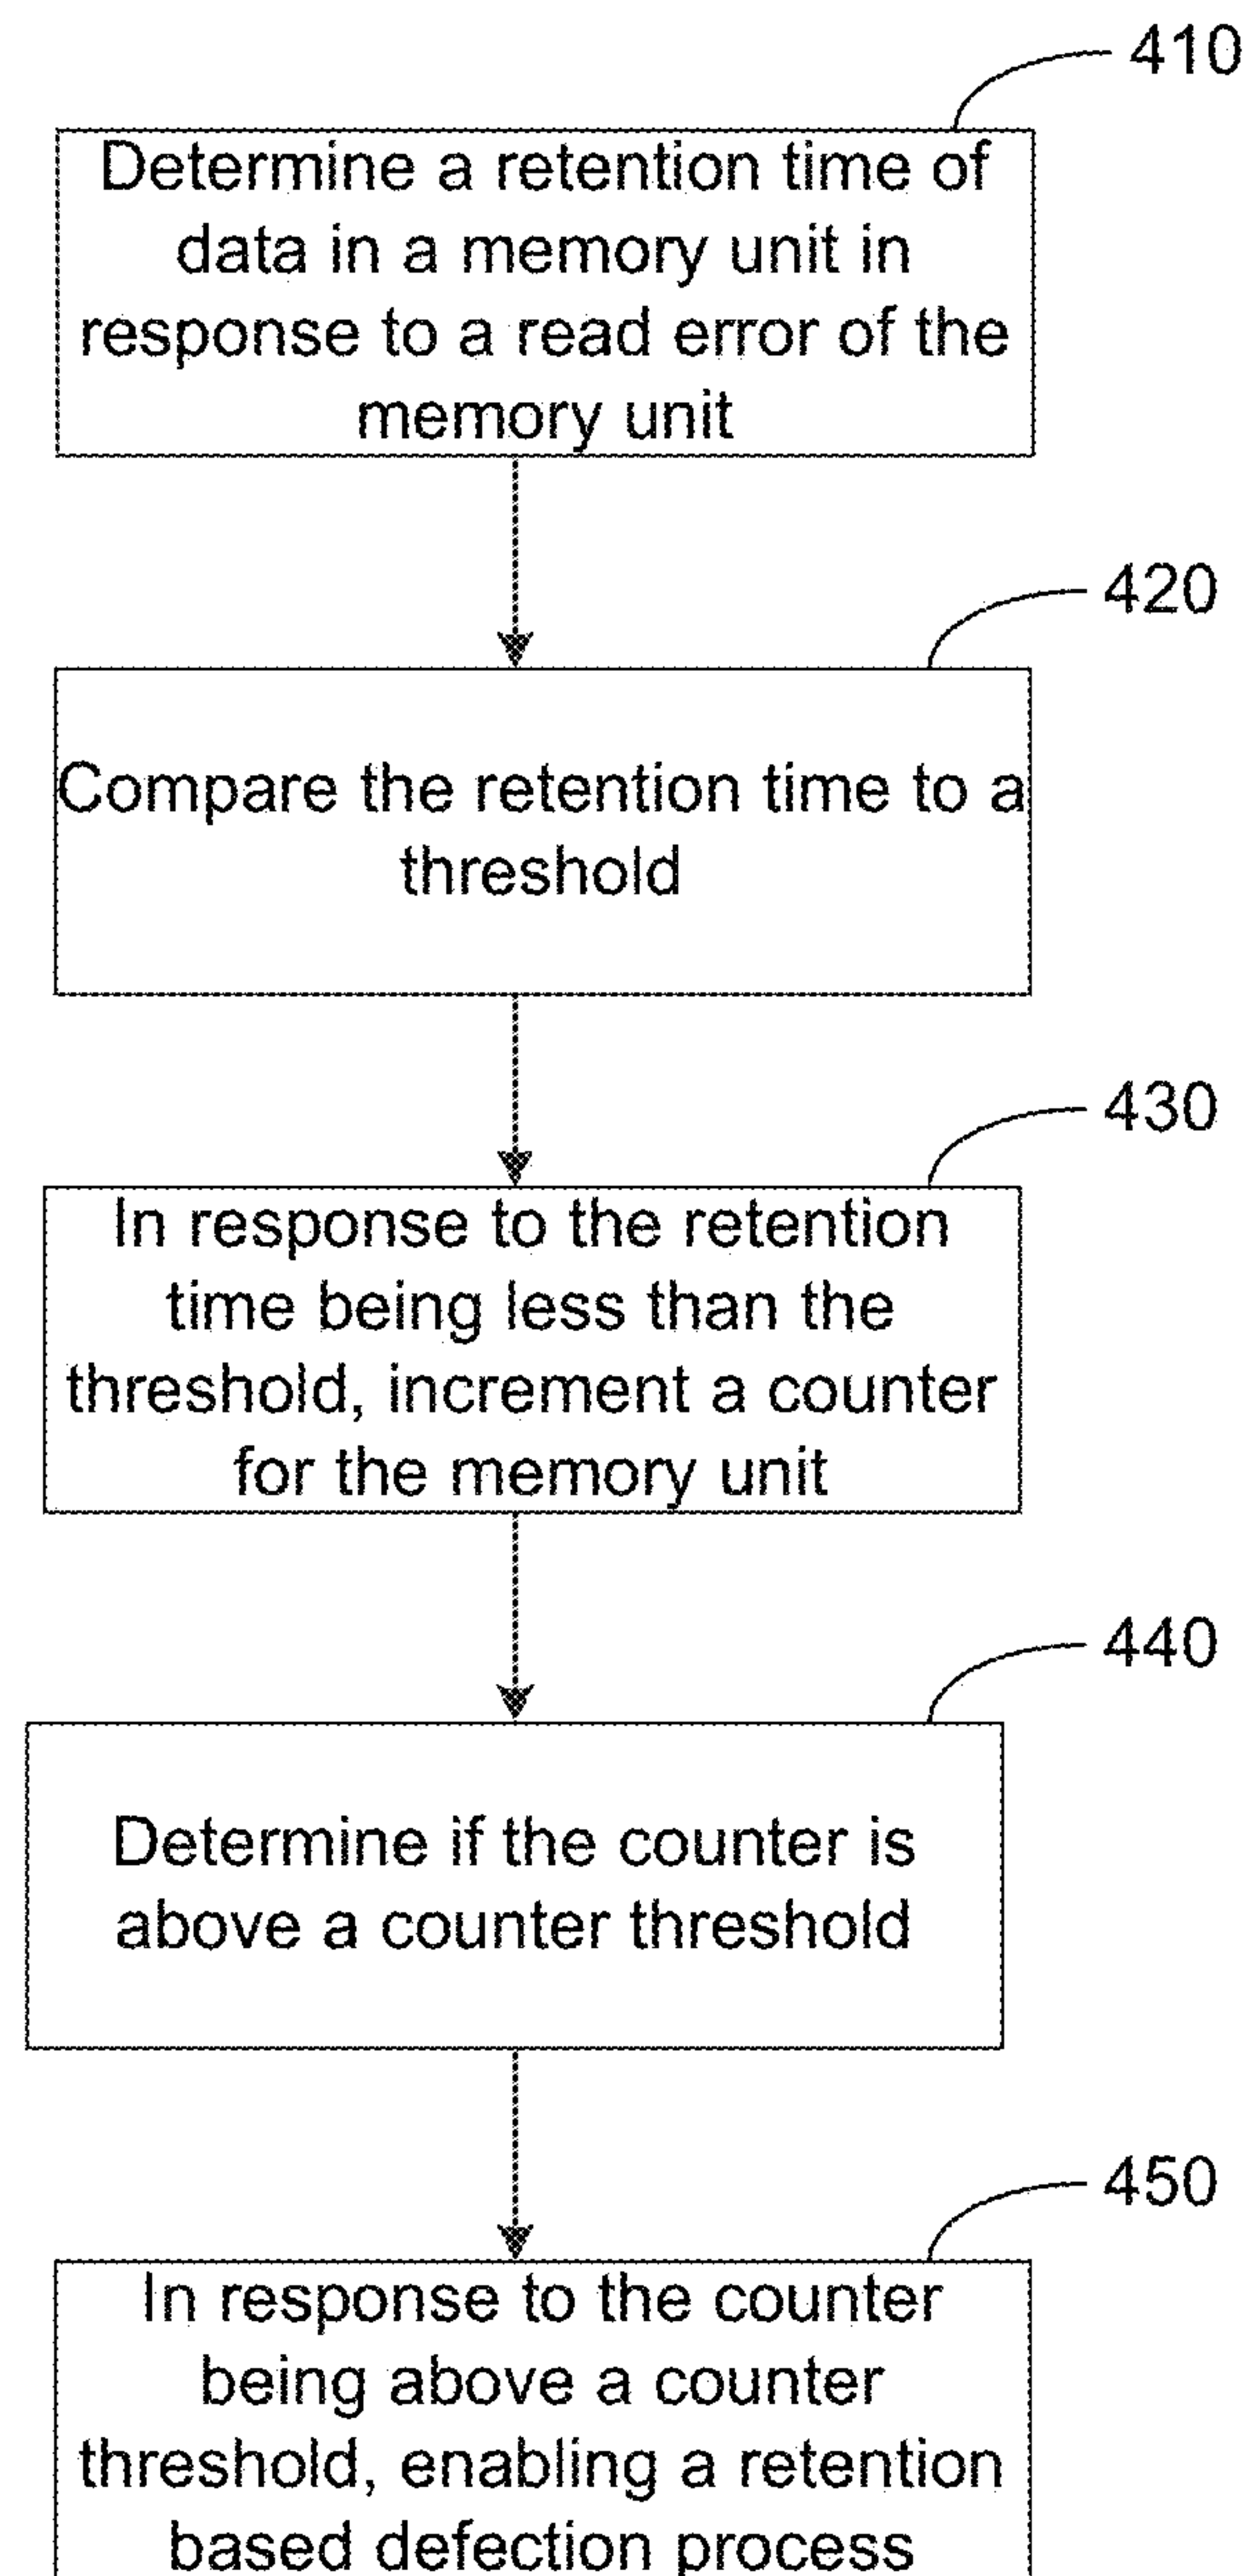 410
Determine a retention time of
data in a memory unit in
response to a read error of the
memory unit
420
Compare the retention time to a
threshold
430
In response to the retention
time being less than the
threshold, increment a counter
for the memory unit
440
Determine if the counter is
above a counter threshold
450
In response to the counter
being above a counter
threshold, enabling a retention
based defection process